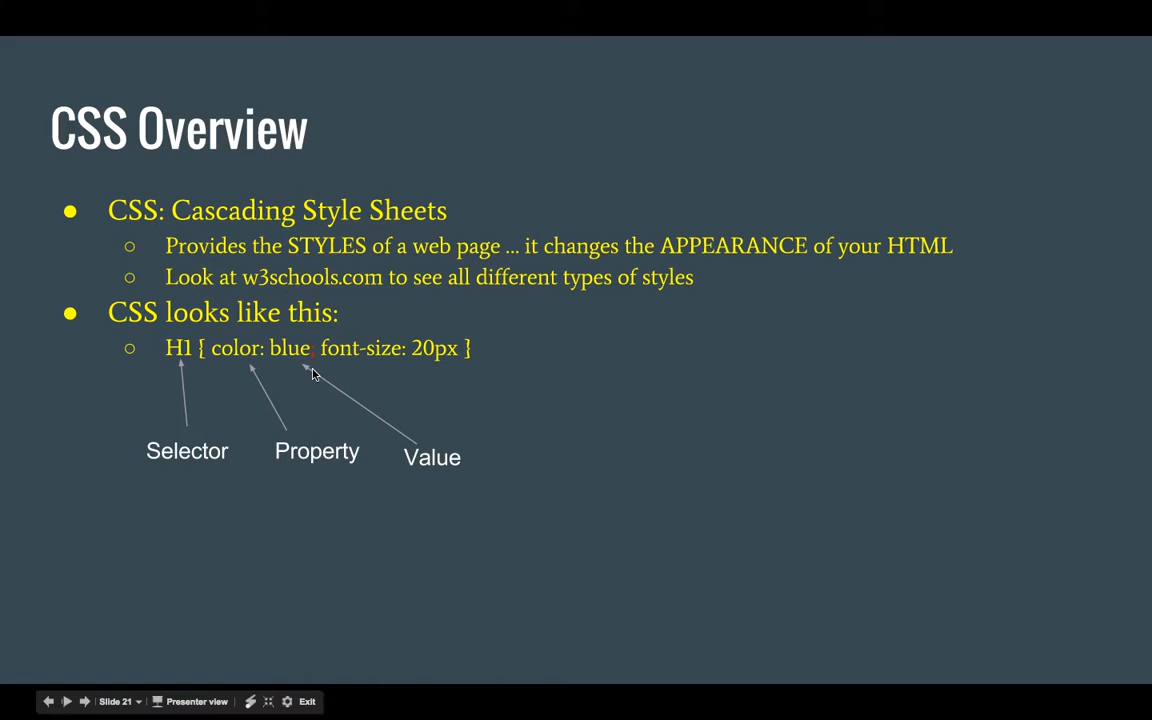 CSS Overview
● CSS: Cascading Style Sheets
○ Provides the STYLES of a web page ... it changes the APPEARANCE of your HTML
○ Look at w3schools.com to see all different types of styles
● CSS looks like this:
○ H1 { color: blue; font-size: 20px }
Selector Property Value
Slide 21 Presenter view Exit